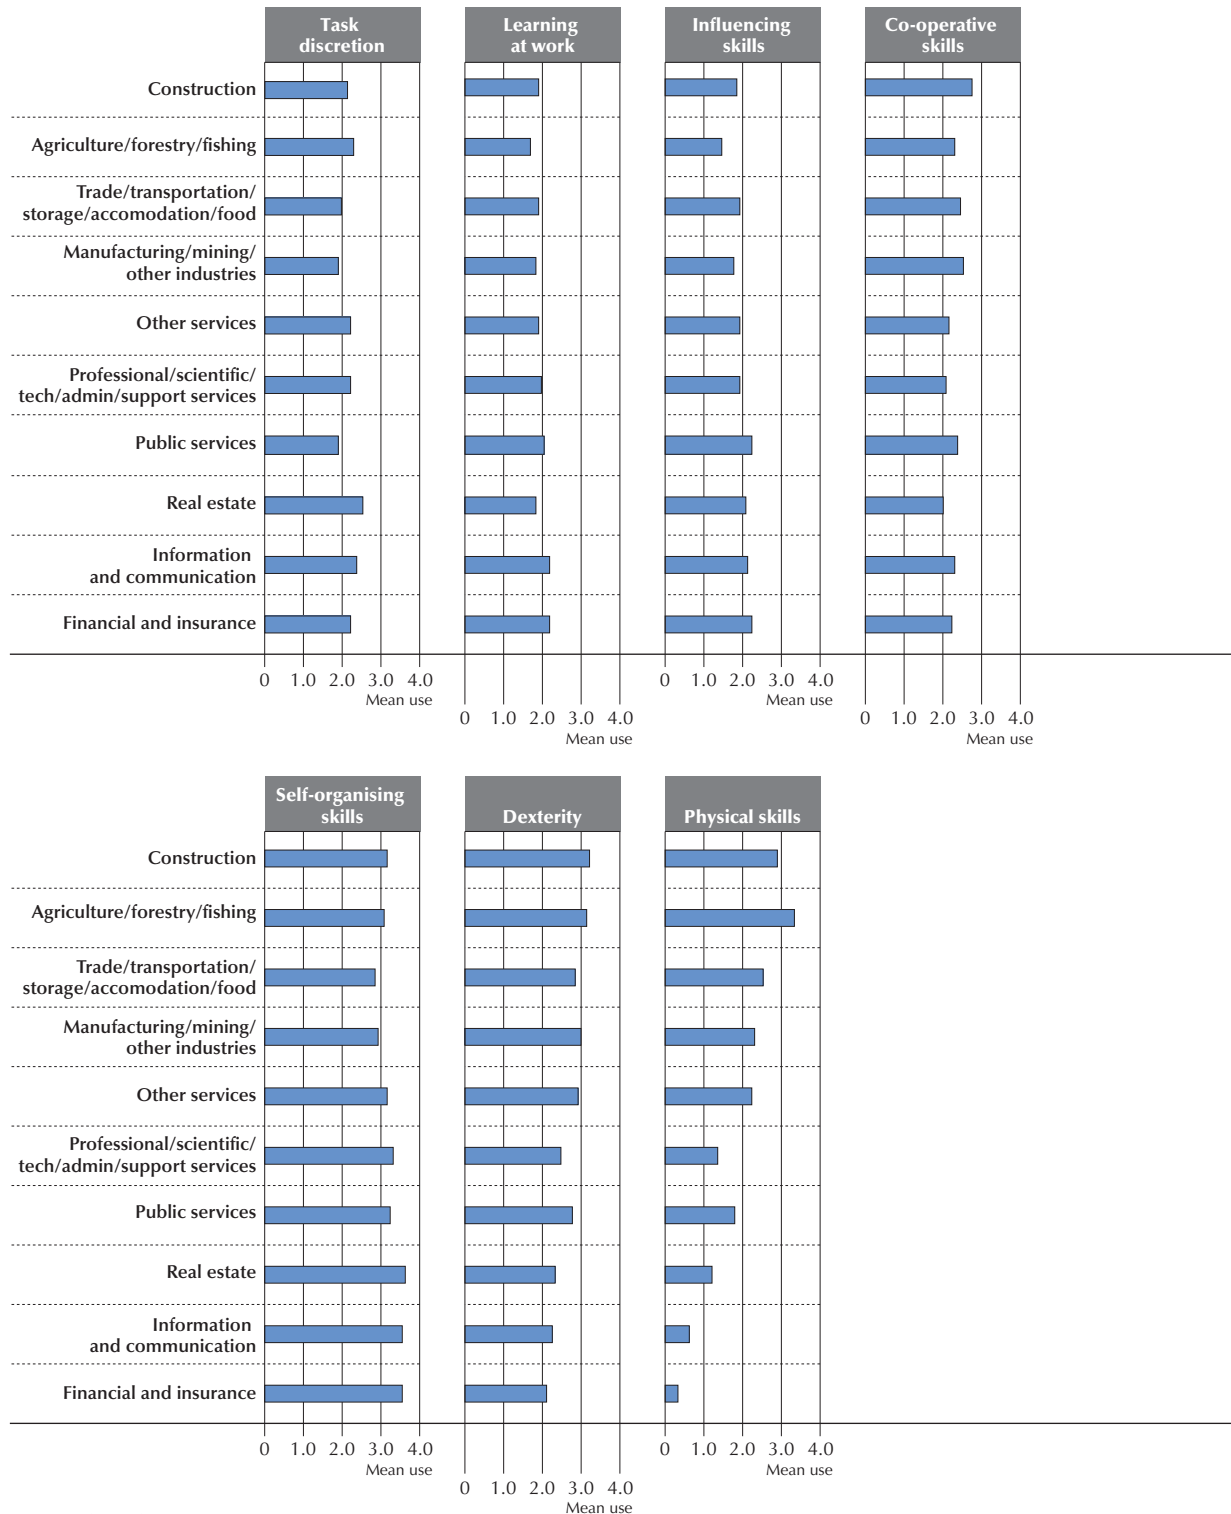 Task
discretion
Learning
at work
Influencing
skills
Co-operative
skills
Construction
Agriculture/forestry/fishing
Trade/transportation/
storage/accomodation/food
Manufacturing/mining/
other industries
Other services
Professional/scientific/
tech/admin/support services
Public services
Real estate
Information
and communication
Financial and insurance
0 1.0 2.0 3.0 4.0
Mean use
0 1.0 2.0 3.0 4.0
Mean use
0 1.0 2.0 3.0 4.0
Mean use
0 1.0 2.0 3.0 4.0
Mean use
Self-organising
skills
Dexterity
Physical skills
Construction
Agriculture/forestry/fishing
Trade/transportation/
storage/accomodation/food
Manufacturing/mining/
other industries
Other services
Professional/scientific/
tech/admin/support services
Public services
Real estate
Information
and communication
Financial and insurance
0 1.0 2.0 3.0 4.0
Mean use
0 1.0 2.0 3.0 4.0
Mean use
0 1.0 2.0 3.0 4.0
Mean use